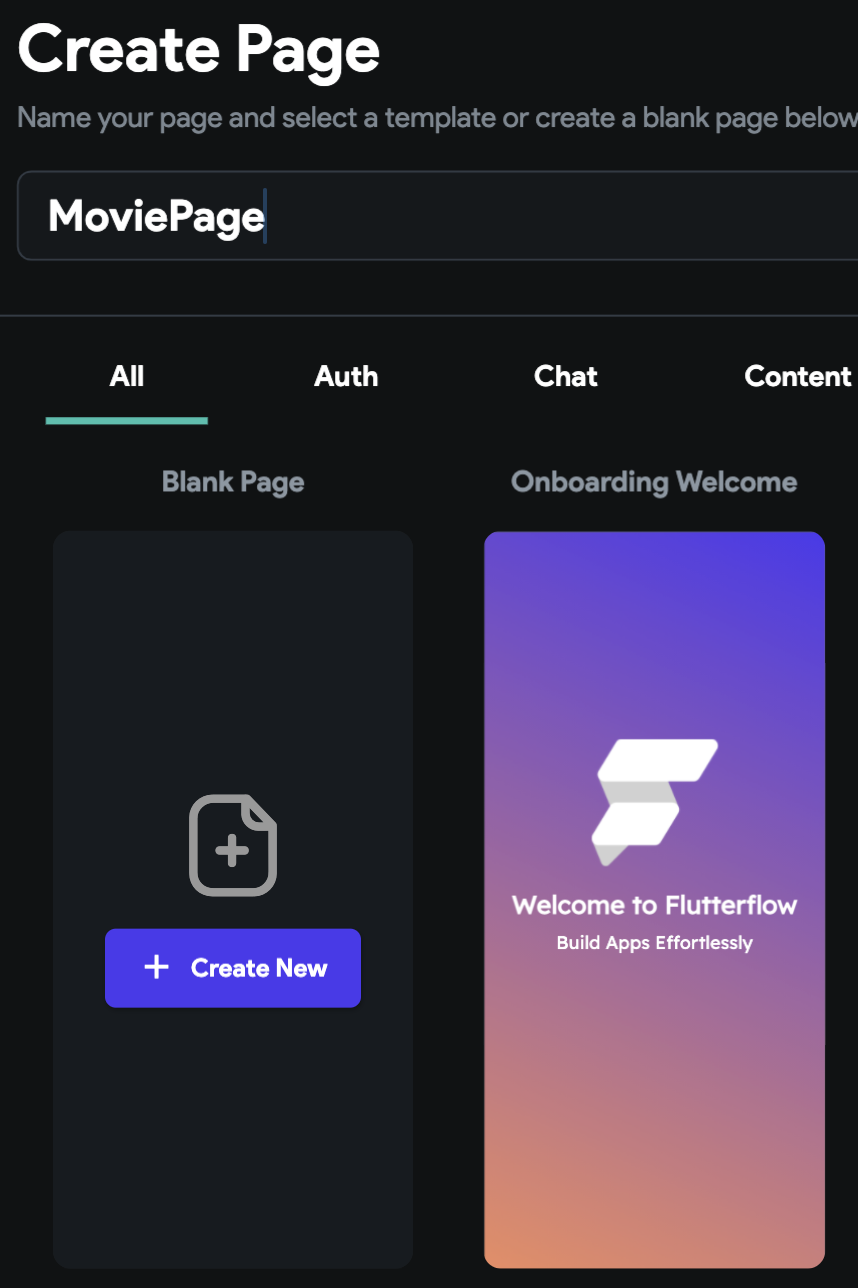 Create Page
Name your page and select a template or create a blank page below
MoviePage
All Auth Chat Content
Blank Page Onboarding Welcome
Welcome to Flutterflow
Build Apps Effortlessly
+ Create New